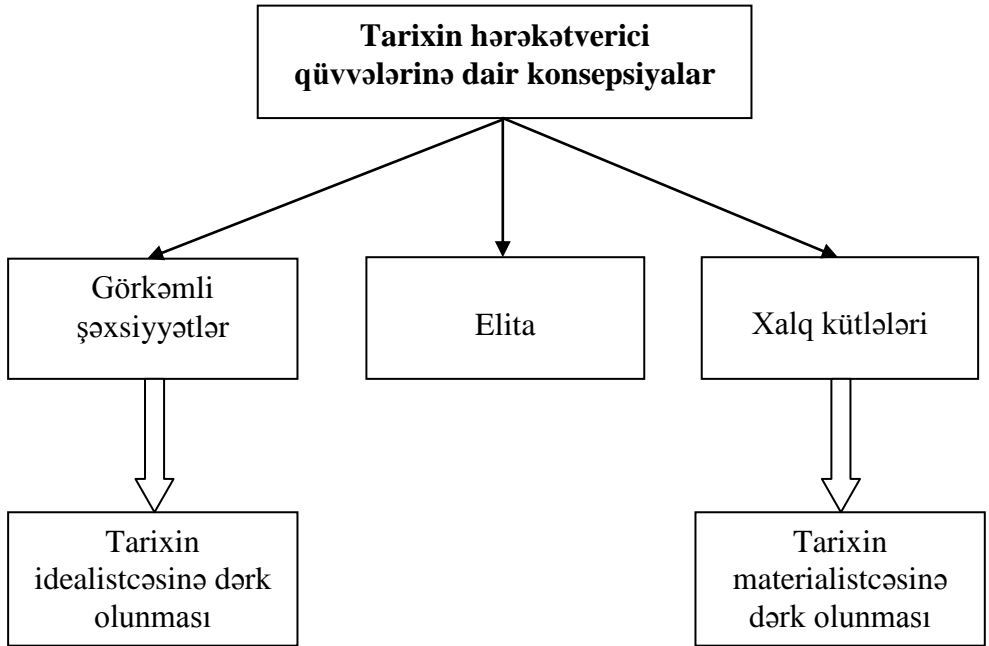 Tarixin hərəkətverici
qüvvələrinə dair konsepsiyalar
Görkəmli
şəxsiyyətlər
Elita
Xalq kütlələri
Tarixin
idealistcəsinə dərk
olunması
Tarixin
materialistcəsinə
dərk olunması